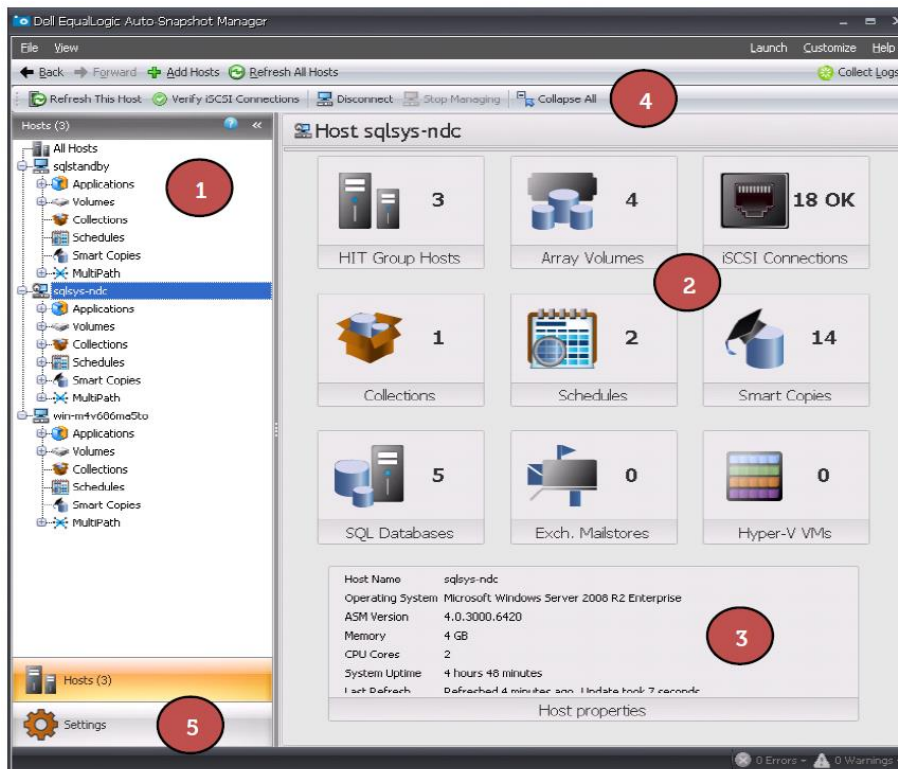 Dell EqualLogic Auto-Snapshot Manager
File View Launch Customize Help
Back Forward Add Hosts Refresh All Hosts Collect Logs
Refresh This Host Verify iSCSI Connections Disconnect Stop Managing Collapse All
4
Hosts (3)
All Hosts
sqlstandby
Applications
Volumes
Collections
Schedules
Smart Copies
MultiPath
sqlsys-ndc
Applications
Volumes
Collections
Schedules
Smart Copies
MultiPath
win-m4v686ma5to
Applications
Volumes
Collections
Schedules
Smart Copies
MultiPath
1
Host sqlsys-ndc
3
HIT Group Hosts
4
Array Volumes
18 OK
iSCSI Connections
2
1
Collections
2
Schedules
14
Smart Copies
5
SQL Databases
0
Exch. Mailstores
0
Hyper-V VMs
Host Name sqlsys-ndc
Operating System Microsoft Windows Server 2008 R2 Enterprise
ASM Version 4.0.3000.6420
Memory 4 GB
CPU Cores 2
System Uptime 4 hours 48 minutes
Last Refresh Refreshed 4 minutes ago. Update took 7 seconds
Host properties
3
Hosts (3)
Settings
5
0 Errors
0 Warnings